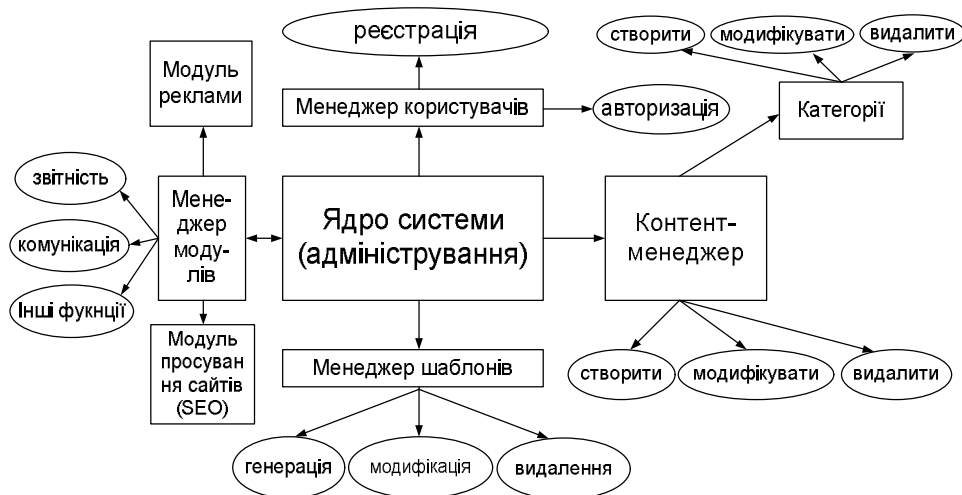 реєстрація
створити
модифікувати
видалити
Модуль
реклами
Менеджер користувачів
авторизація
Категорії
звітність
комунікація
Інші фукнції
Мене-
джер
моду-
лів
Ядро системи
(адміністрування)
Контент-
менеджер
Модуль
просуван
ня сайтів
(SEO)
Менеджер шаблонів
створити
модифікувати
видалити
генерація
модифікація
видалення